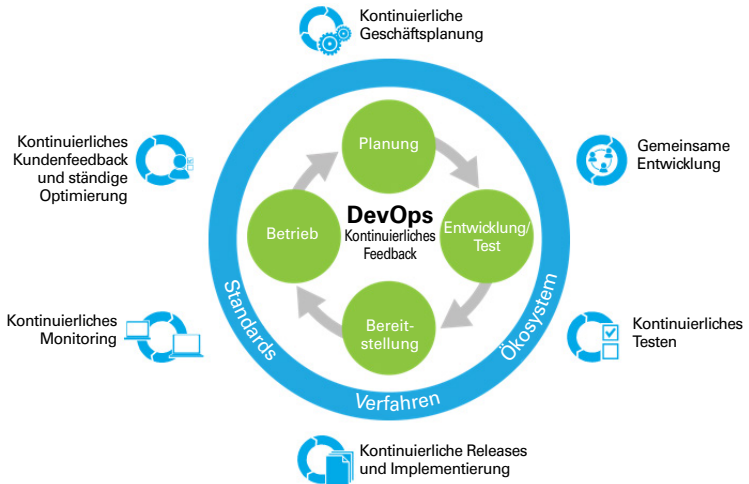 Kontinuierliche
Geschäftsplanung
Kontinuierliches
Kundenfeedback
und ständige
Optimierung
Gemeinsame
Entwicklung
Planung
DevOps
Kontinuierliches
Feedback
Betrieb
Entwicklung/
Test
Bereit-
stellung
Standards
Verfahren
Ökosystem
Kontinuierliches
Monitoring
Kontinuierliches
Testen
Kontinuierliche Releases
und Implementierung